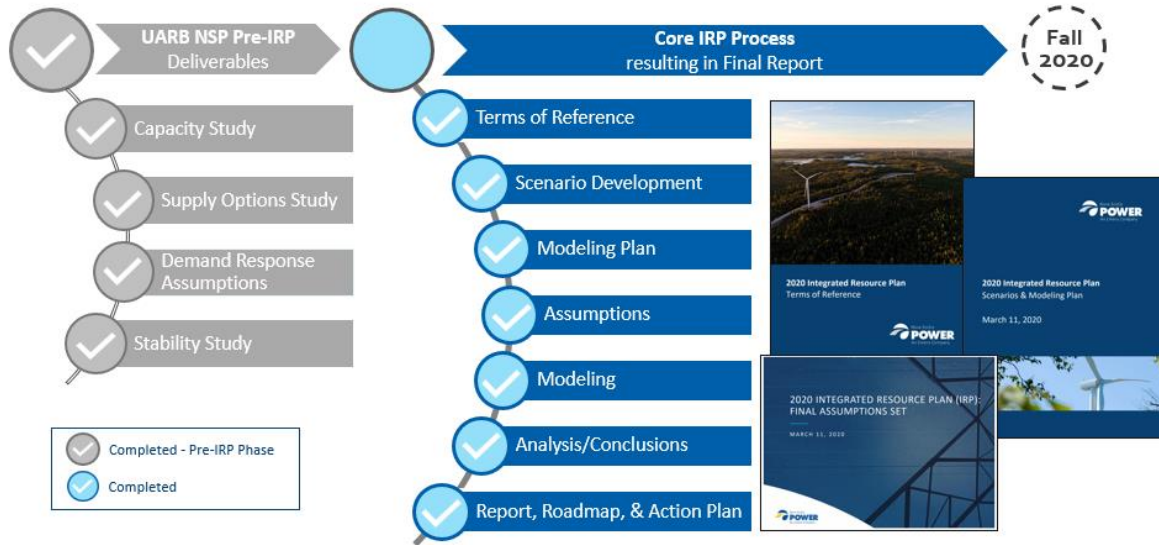 UARB NSP Pre-IRP
Deliverables
Core IRP Process
resulting in Final Report
Fall
2020
Capacity Study
Supply Options Study
Demand Response
Assumptions
Stability Study
Completed - Pre-IRP Phase
Completed
Terms of Reference
Scenario Development
Modeling Plan
Assumptions
Modeling
Analysis/Conclusions
Report, Roadmap, & Action Plan
2020 Integrated Resource Plan
Terms of Reference
POWER
POWER
2020 Integrated Resource Plan
Scenarios & Modeling Plan
March 11, 2020
2020 INTEGRATED RESOURCE PLAN (IRP):
FINAL ASSUMPTIONS SET
MARCH 11, 2020
POWER